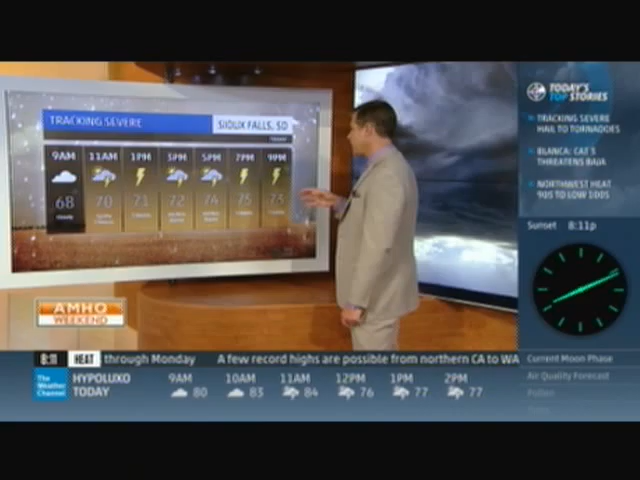 TRACKING SEVERE
SIOUX FALLS, SD
9AM 11AM 1PM 3PM 5PM 7PM 9PM
68 70 71 72 74 75 73
TODAY'S
TOP STORIES
TRACKING SEVERE
HAIL TO TORNADOES
BLANCA: CAT 3
THREATENS BAJA
NORTHWEST HEAT
90S TO LOW 100S
Sunset 8:11p
AMHQ
WEEKEND
8:11 HEAT through Monday A few record highs are possible from northern CA to WA
The
Weather
Channel
HYPOLUXO
TODAY
9AM 10AM 11AM 12PM 1PM 2PM
80 83 84 76 77 77
Current Moon Phase
Air Quality Forecast
Pollen